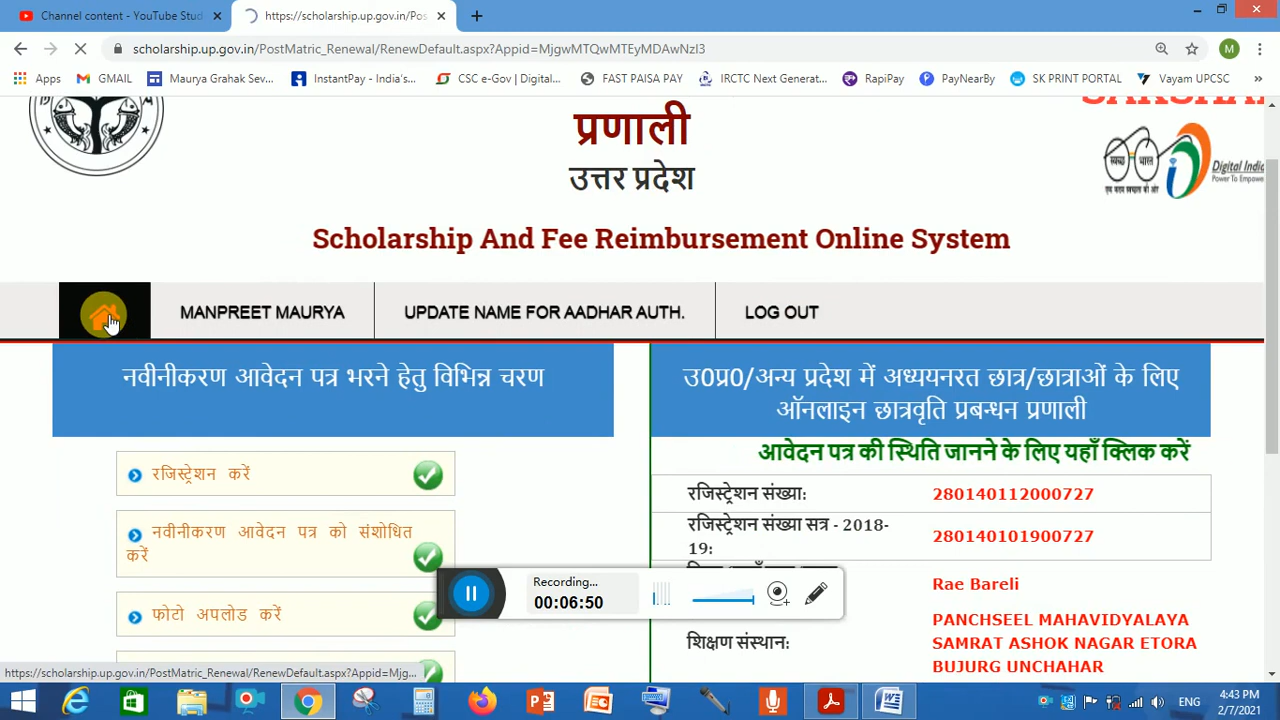 Channel content - YouTube Stud
https://scholarship.up.gov.in/Pos
scholarship.up.gov.in/PostMatric_Renewal/RenewDefault.aspx?Appid=MjgwMTQwMTEyMDAwNzI3
M
Apps
GMAIL
Maurya Grahak Sev...
InstantPay - India's...
CSC e-Gov | Digital...
FAST PAISA PAY
IRCTC Next Generat...
RapiPay
PayNearBy
SK PRINT PORTAL
Vayam UPCSC
प्रणाली
उत्तर प्रदेश
Digital India
Scholarship And Fee Reimbursement Online System
MANPREET MAURYA
UPDATE NAME FOR AADHAR AUTH.
LOG OUT
नवीनीकरण आवेदन पत्र भरने हेतु विभिन्न चरण
रजिस्ट्रेशन करें
नवीनीकरण आवेदन पत्र को संशोधित
करें
फोटो अपलोड करें
उ0प्र0/अन्य प्रदेश में अध्ययनरत छात्र/छात्राओं के लिए
ऑनलाइन छात्रवृति प्रबन्धन प्रणाली
आवेदन पत्र की स्थिति जानने के लिए यहाँ क्लिक करें
रजिस्ट्रेशन संख्या: 280140112000727
रजिस्ट्रेशन संख्या सत्र - 2018-
19: 280140101900727
Rae Bareli
शिक्षण संस्थान:
PANCHSEEL MAHAVIDYALAYA
SAMRAT ASHOK NAGAR ETORA
BUJURG UNCHAHAR
Recording...
00:06:50
https://scholarship.up.gov.in/PostMatric_Renewal/RenewDefault.aspx?Appid=Mjg...
ENG
4:43 PM
2/7/2021